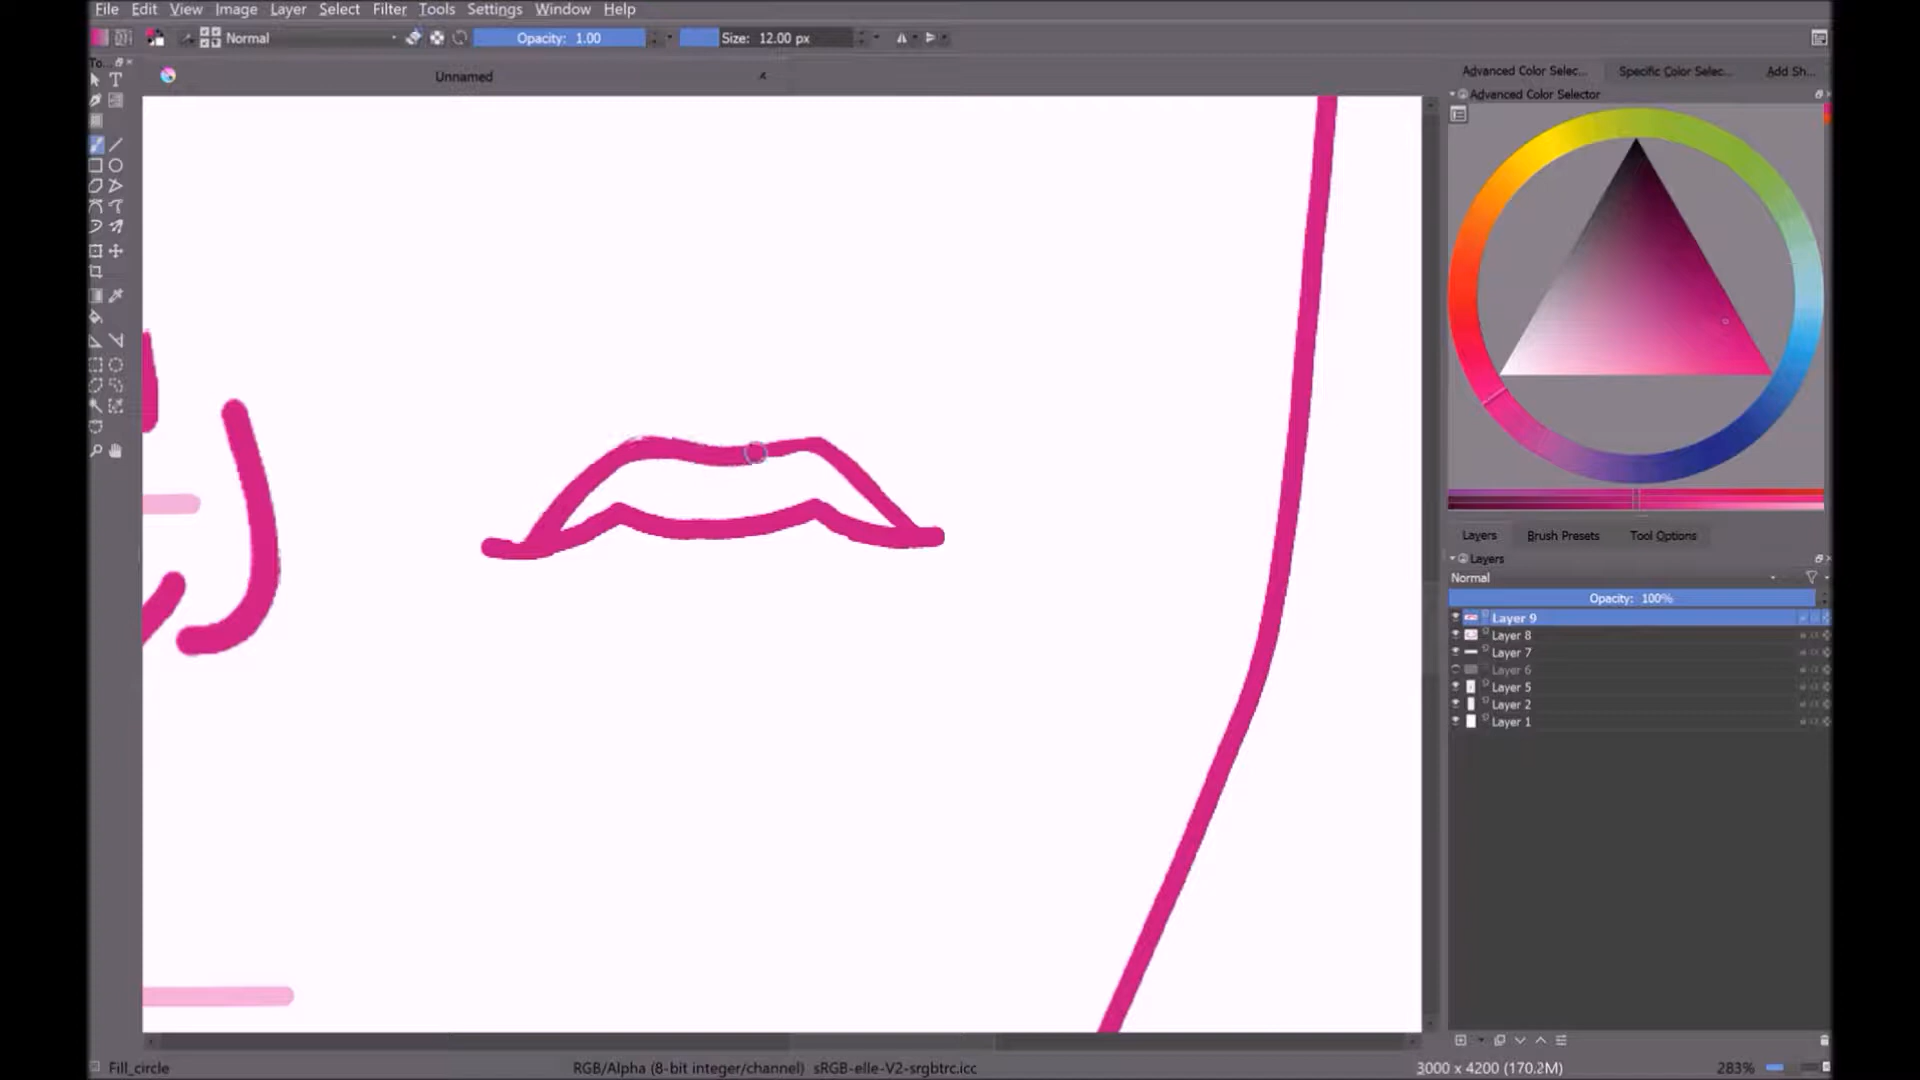 File Edit View Image Layer Select Filter Tools Settings Window Help
Normal Opacity: 1.00 Size: 12.00 px
To...
T
Unnamed
Advanced Color Selec... Specific Color Selec... Add Sh...
Advanced Color Selector
Layers Brush Presets Tool Options
Layers
Normal
Opacity: 100%
Layer 9
Layer 8
Layer 7
Layer 6
Layer 5
Layer 2
Layer 1
Fill_circle RGB/Alpha (8-bit integer/channel) sRGB-elle-V2-srgbtrc.icc 3000 x 4200 (170.2M) 283%